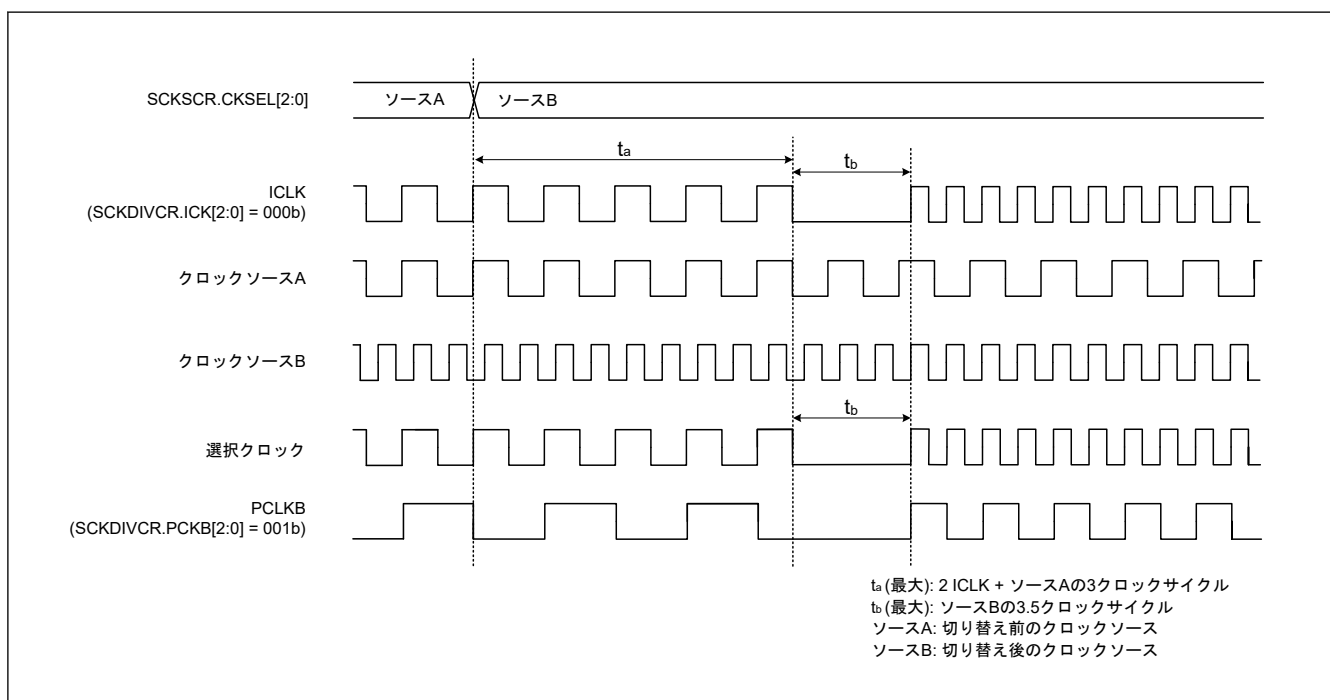 SCKSCR.CKSEL[2:0]
ソースA
ソースB
ta
tb
ICLK
(SCKDIVCR.ICK[2:0] = 000b)
クロックソースA
クロックソースB
tb
選択クロック
PCLKB
(SCKDIVCR.PCKB[2:0] = 001b)
ta (最大): 2 ICLK + ソースAの3クロックサイクル
tb (最大): ソースBの3.5クロックサイクル
ソースA: 切り替え前のクロックソース
ソースB: 切り替え後のクロックソース